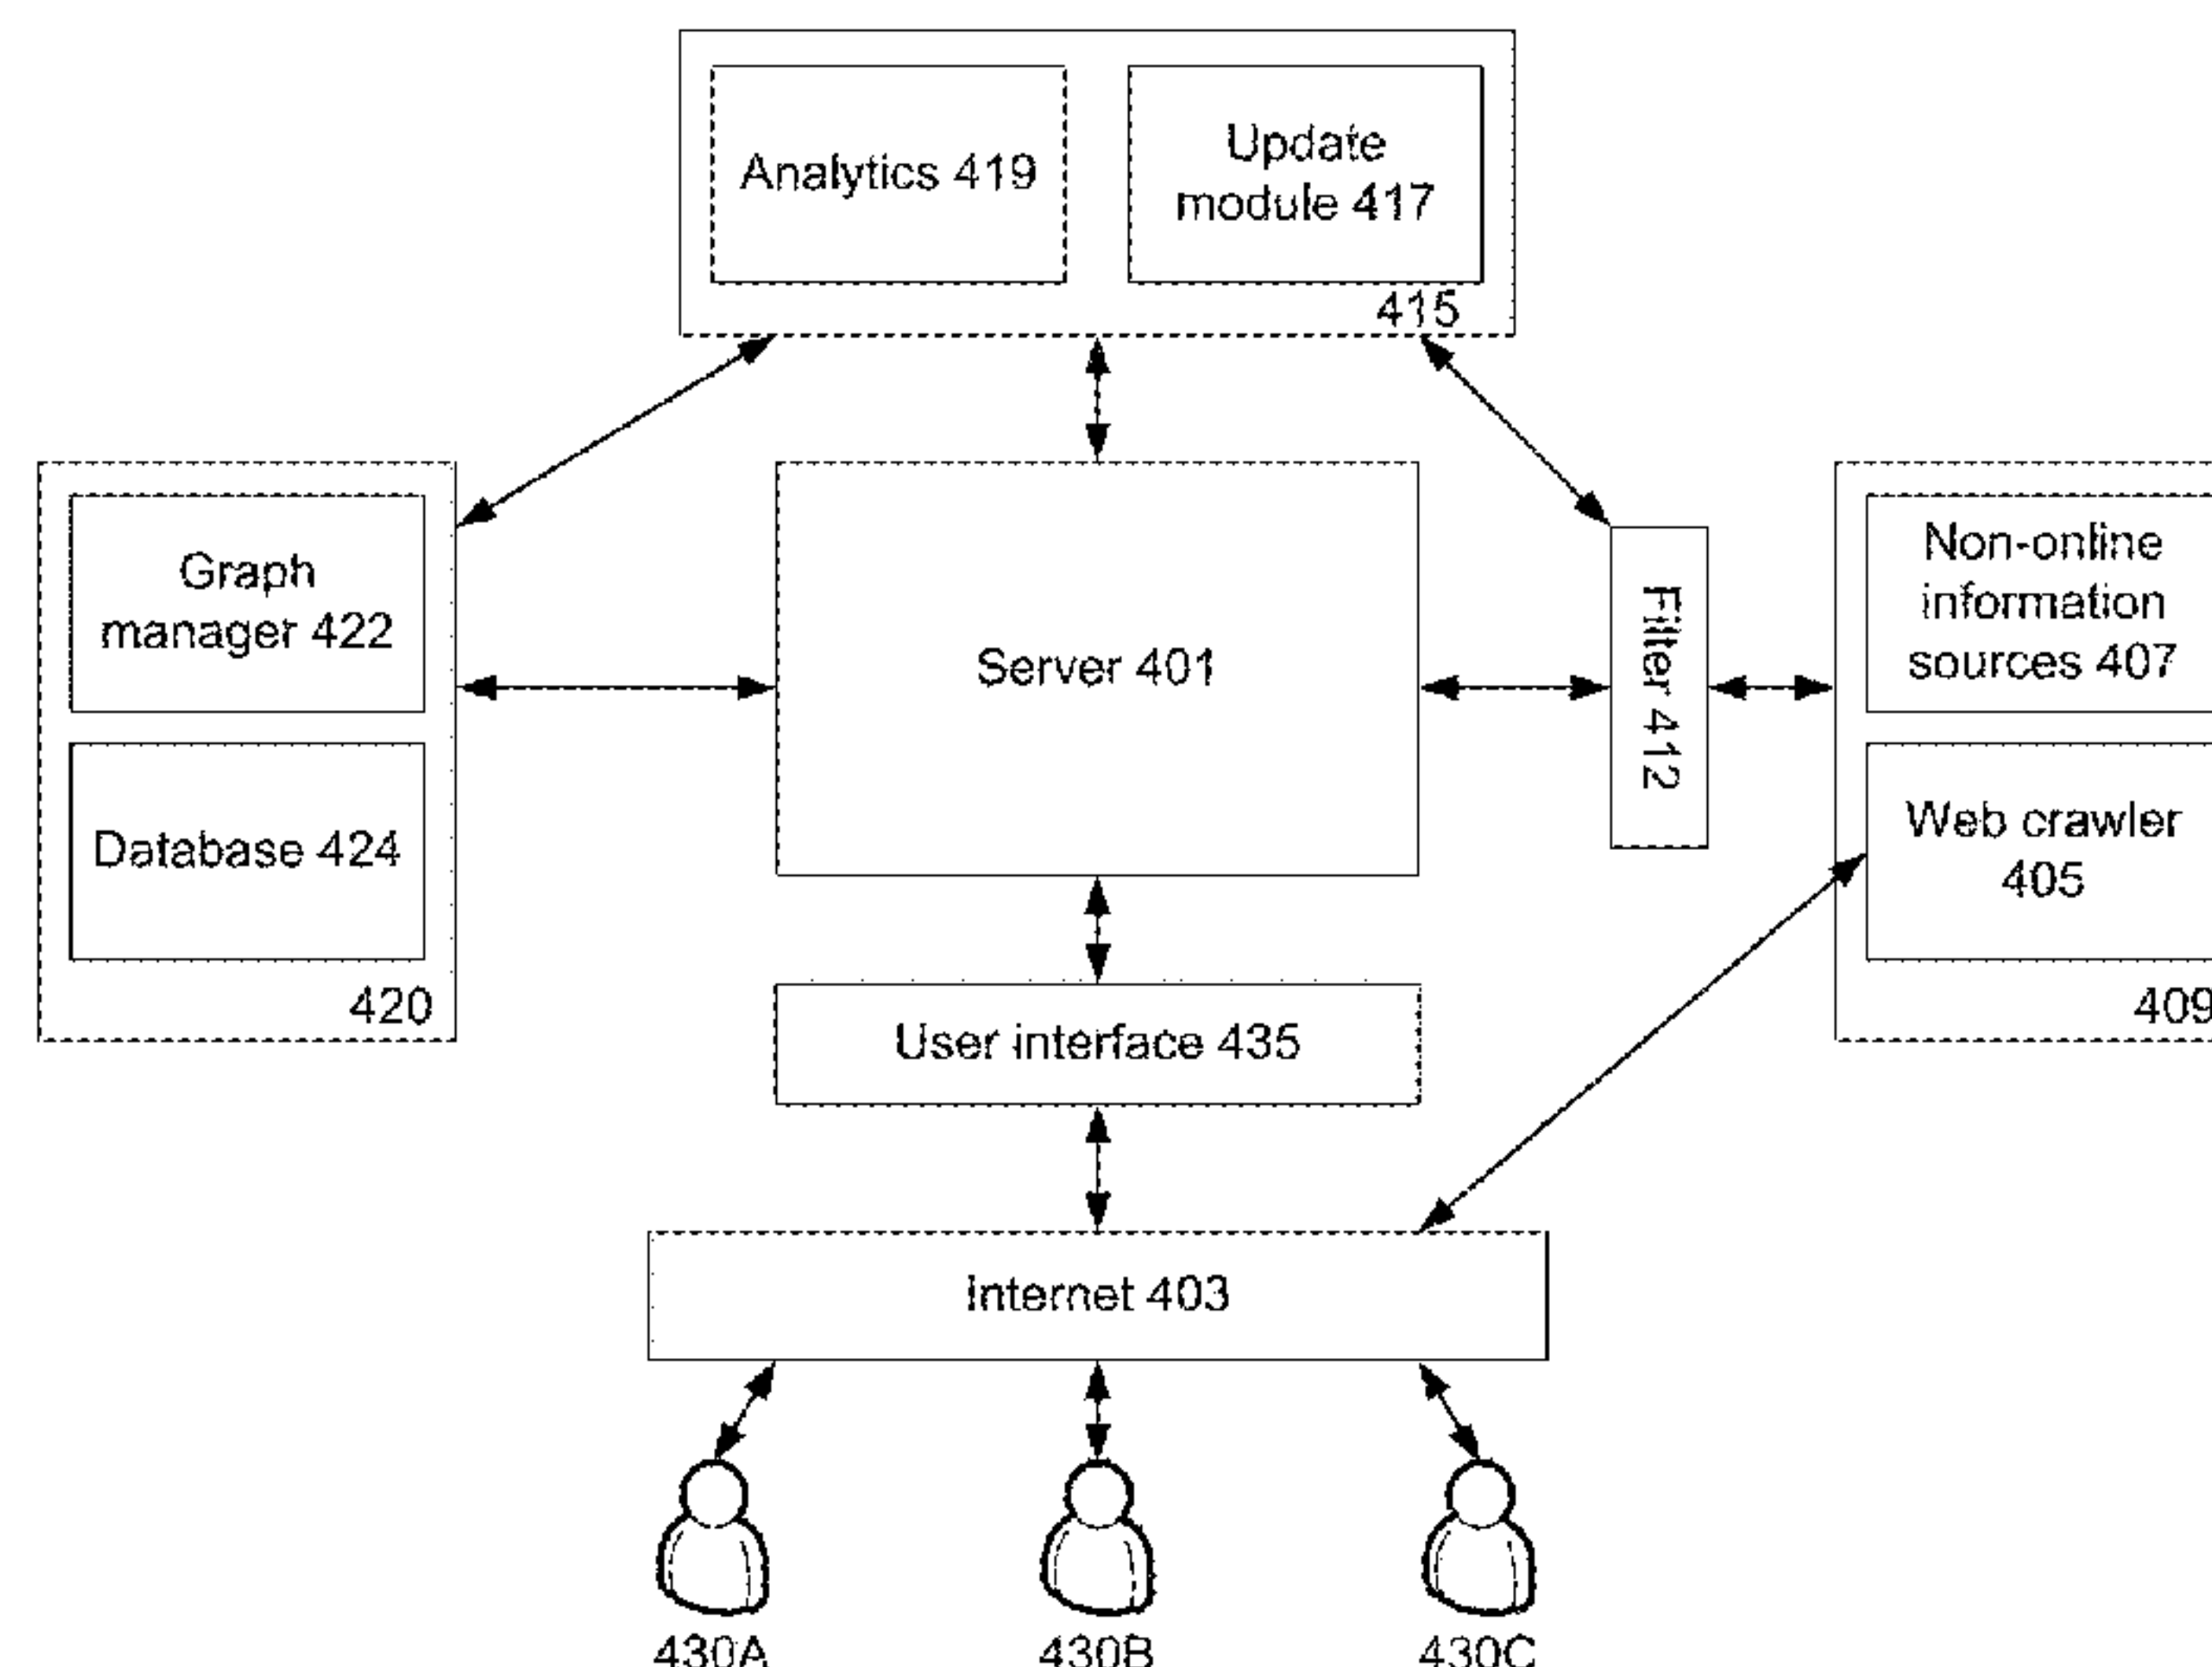 Analytics 419
Update
module 417
415
Graph
manager 422
Database 424
420
Server 401
Filter 412
Non-online
information
sources 407
Web crawler
405
409
User interface 435
Internet 403
430A
430B
430C